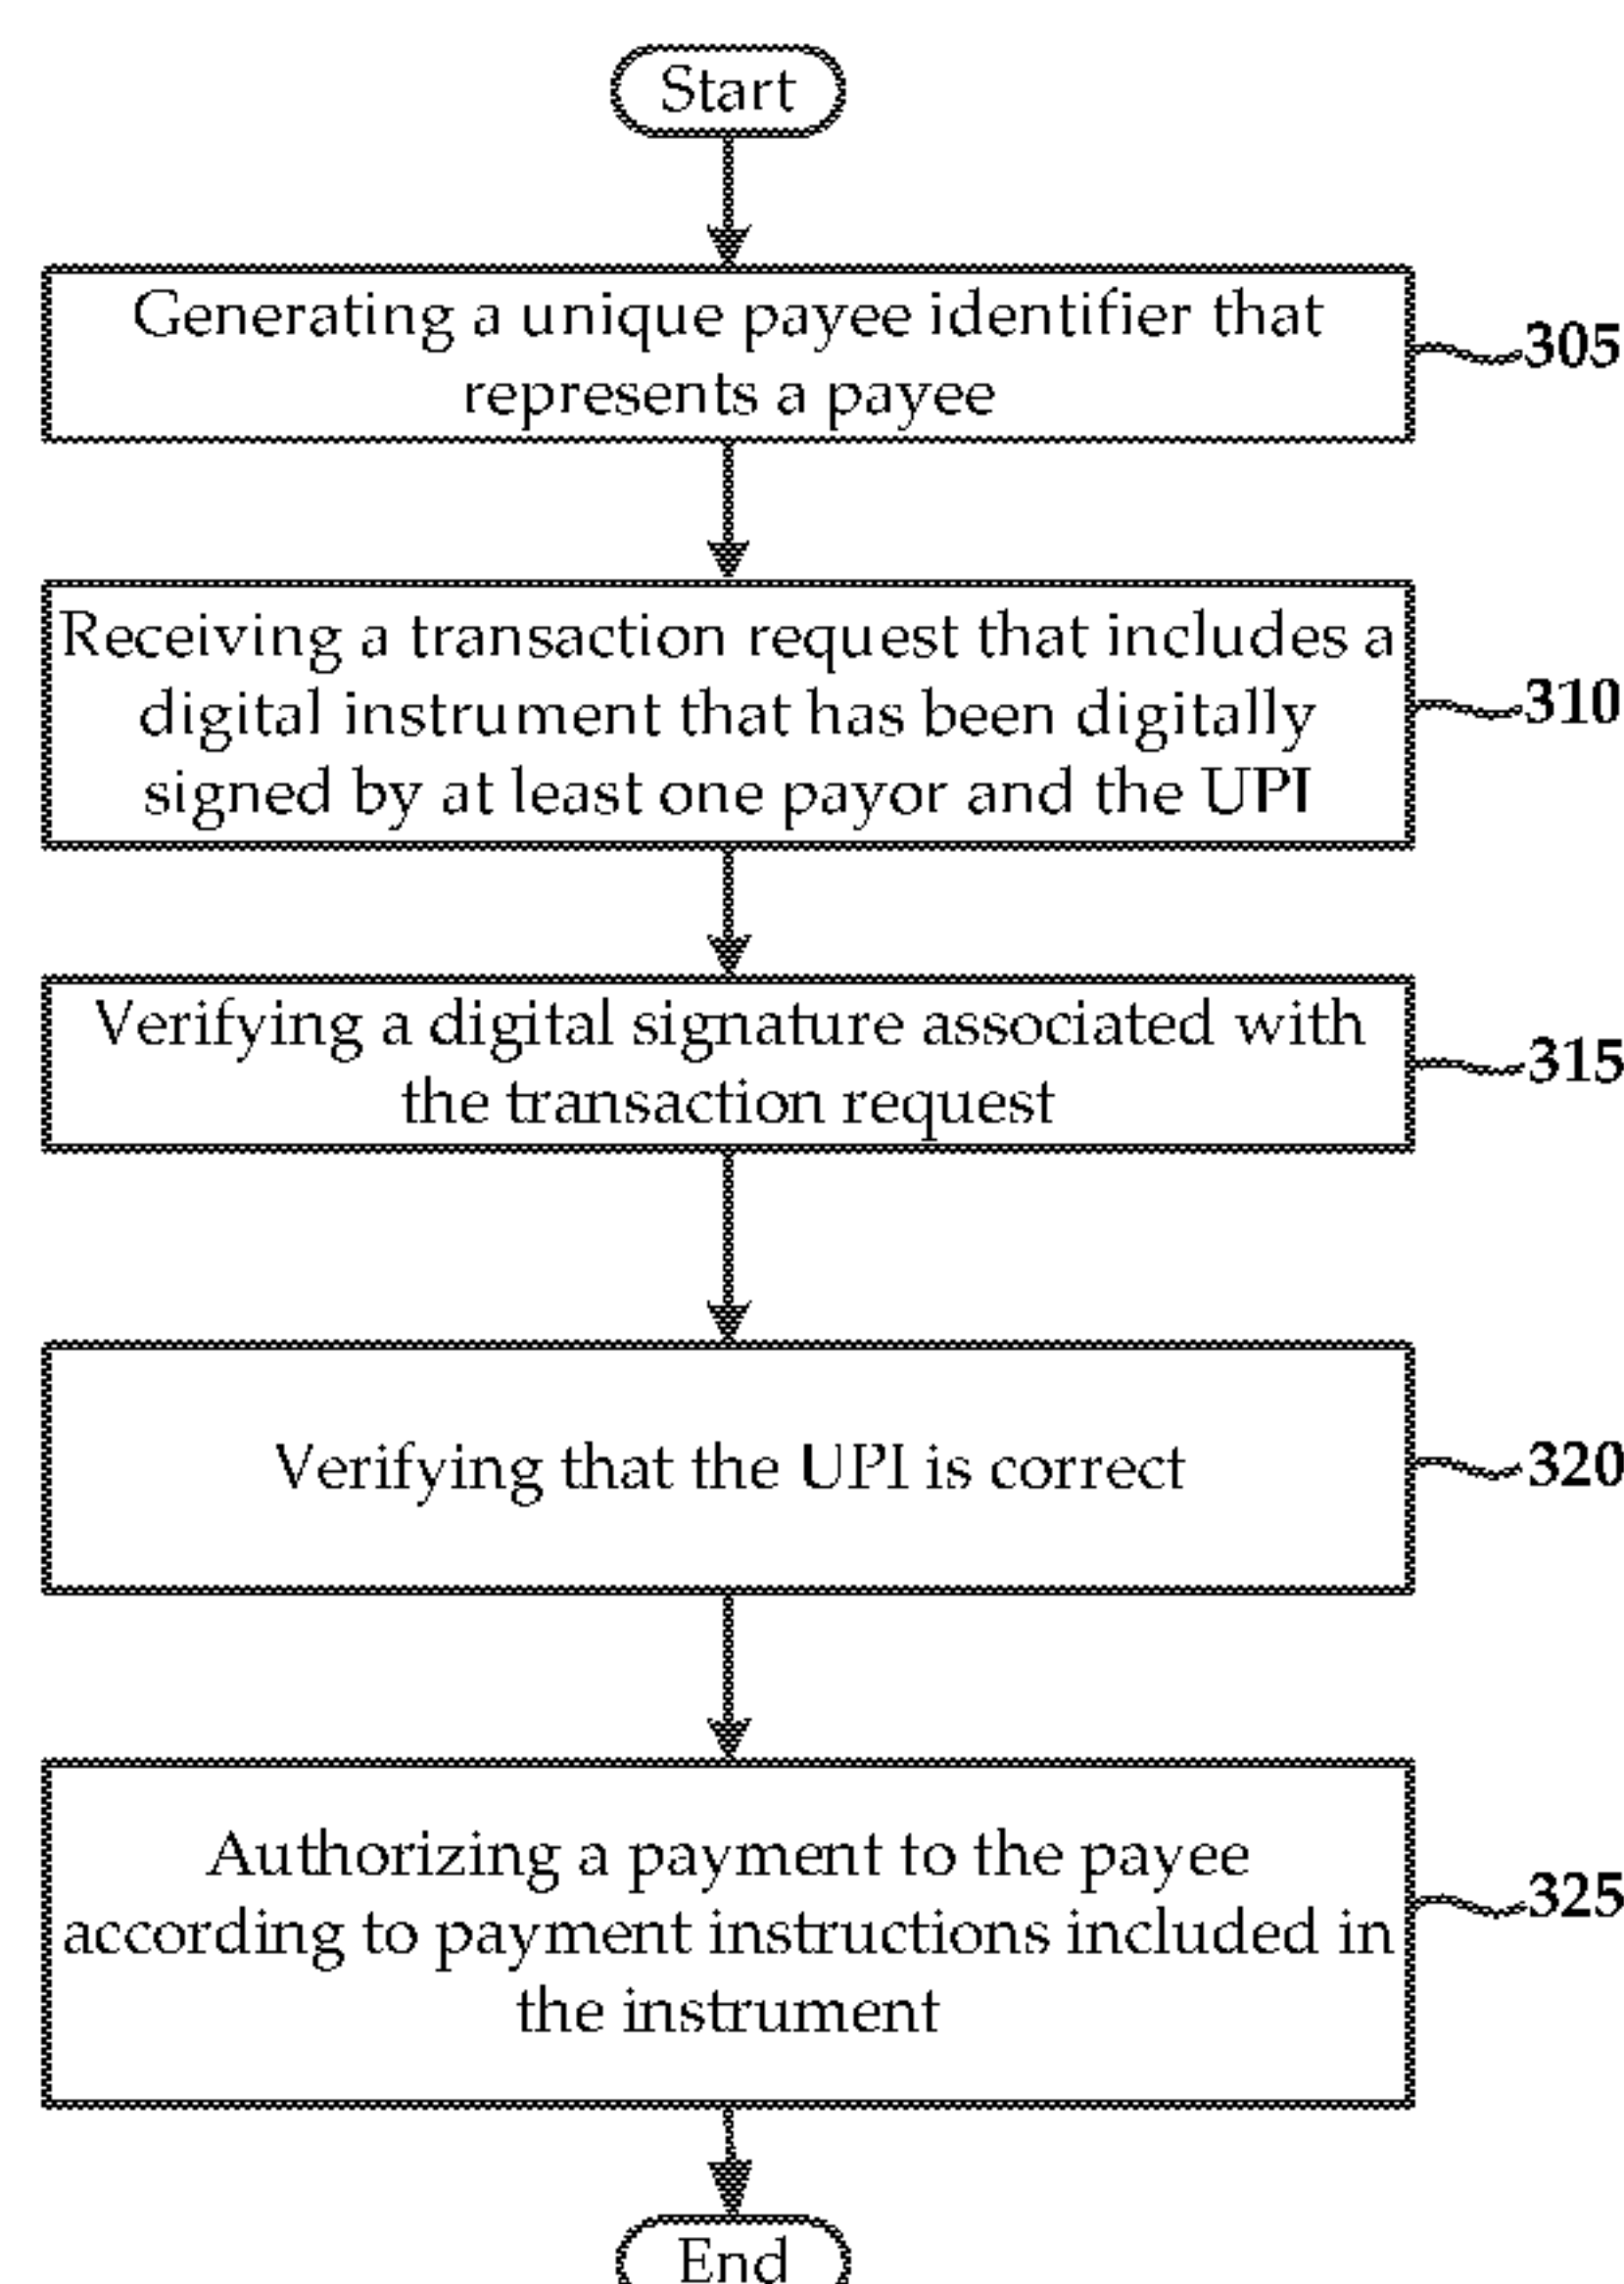 Start
Generating a unique payee identifier that
represents a payee
305
Receiving a transaction request that includes a
digital instrument that has been digitally
signed by at least one payor and the UPI
310
Verifying a digital signature associated with
the transaction request
315
Verifying that the UPI is correct
320
Authorizing a payment to the payee
according to payment instructions included in
the instrument
325
End